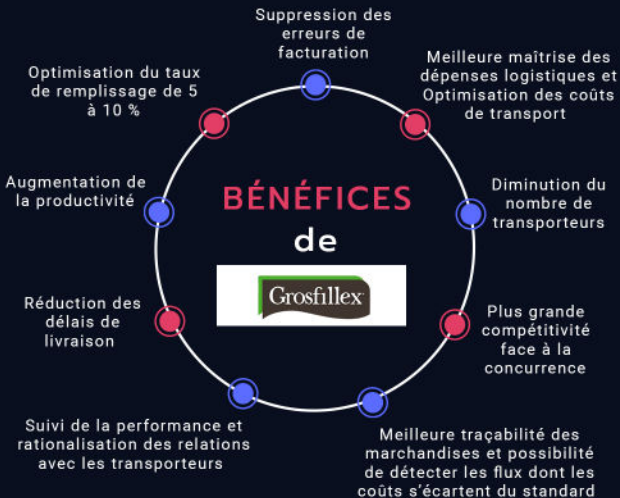 Suppression des
erreurs de
facturation
Meilleure maîtrise des
dépenses logistiques et
Optimisation des coûts
de transport
Diminution du
nombre de
transporteurs
Plus grande
compétitivité
face à la
concurrence
Meilleure traçabilité des
marchandises et possibilité
de détecter les flux dont les
coûts s'écartent du standard
Suivi de la performance et
rationalisation des relations
avec les transporteurs
Réduction des
délais de
livraison
Augmentation de
la productivité
Optimisation du taux
de remplissage de 5
à 10 %
BÉNÉFICES
de
Grosfillex